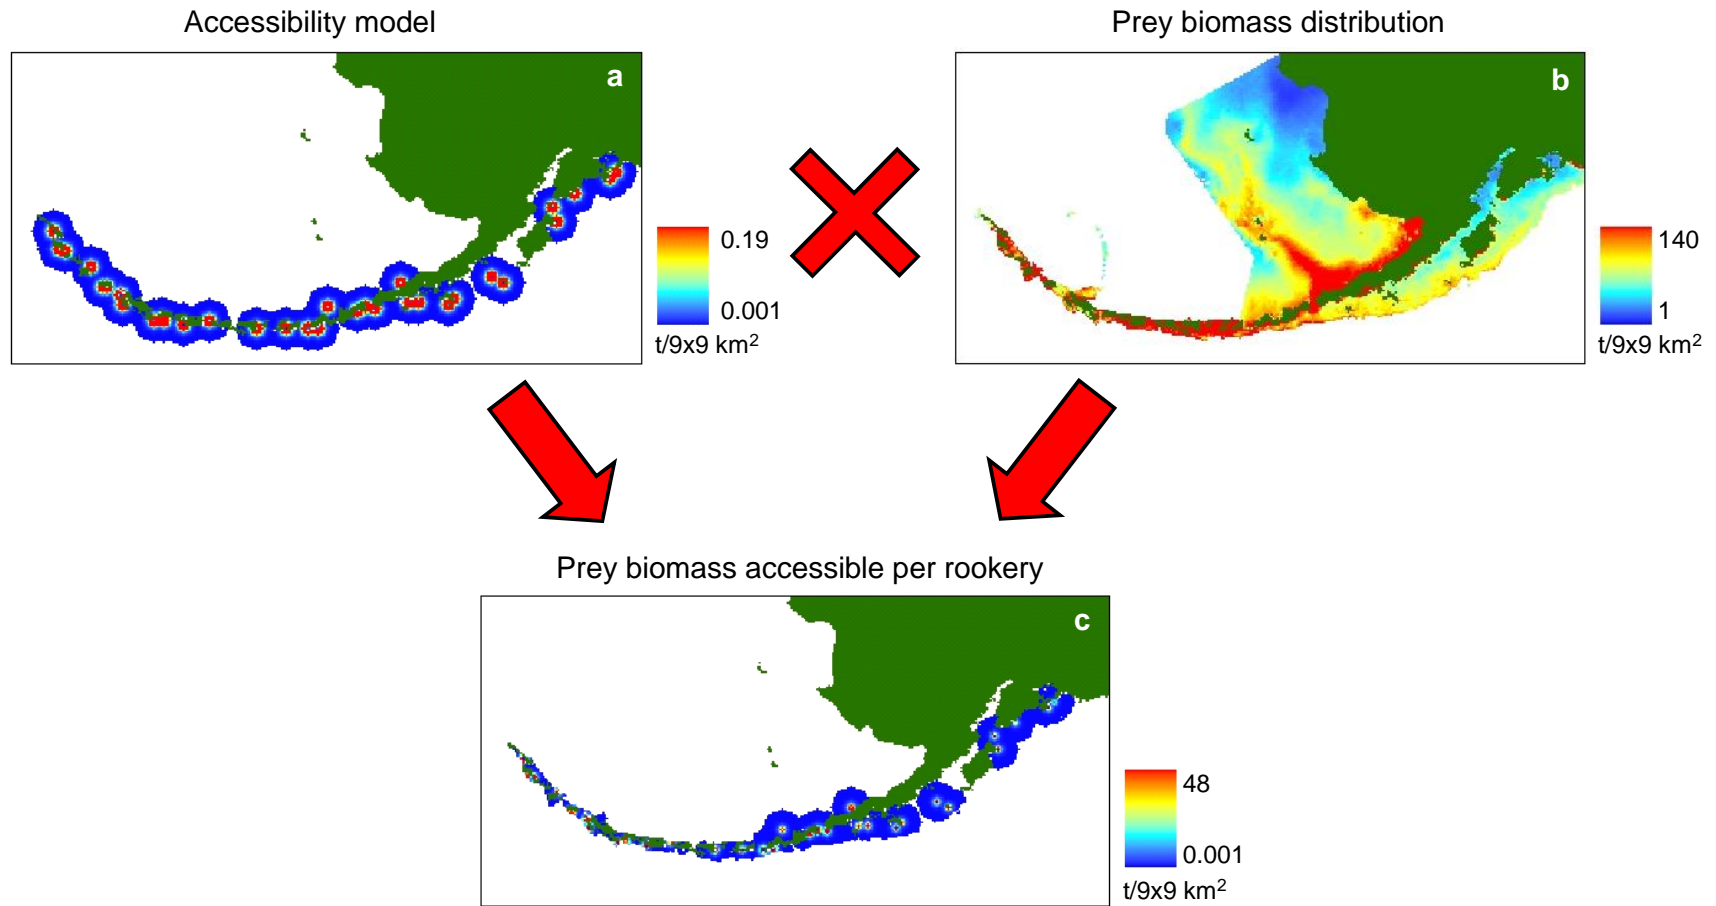 Accessibility model
Prey biomass distribution
a
b
0.19
0.001
t/9x9 km²
140
1
t/9x9 km²
Prey biomass accessible per rookery
c
48
0.001
t/9x9 km²